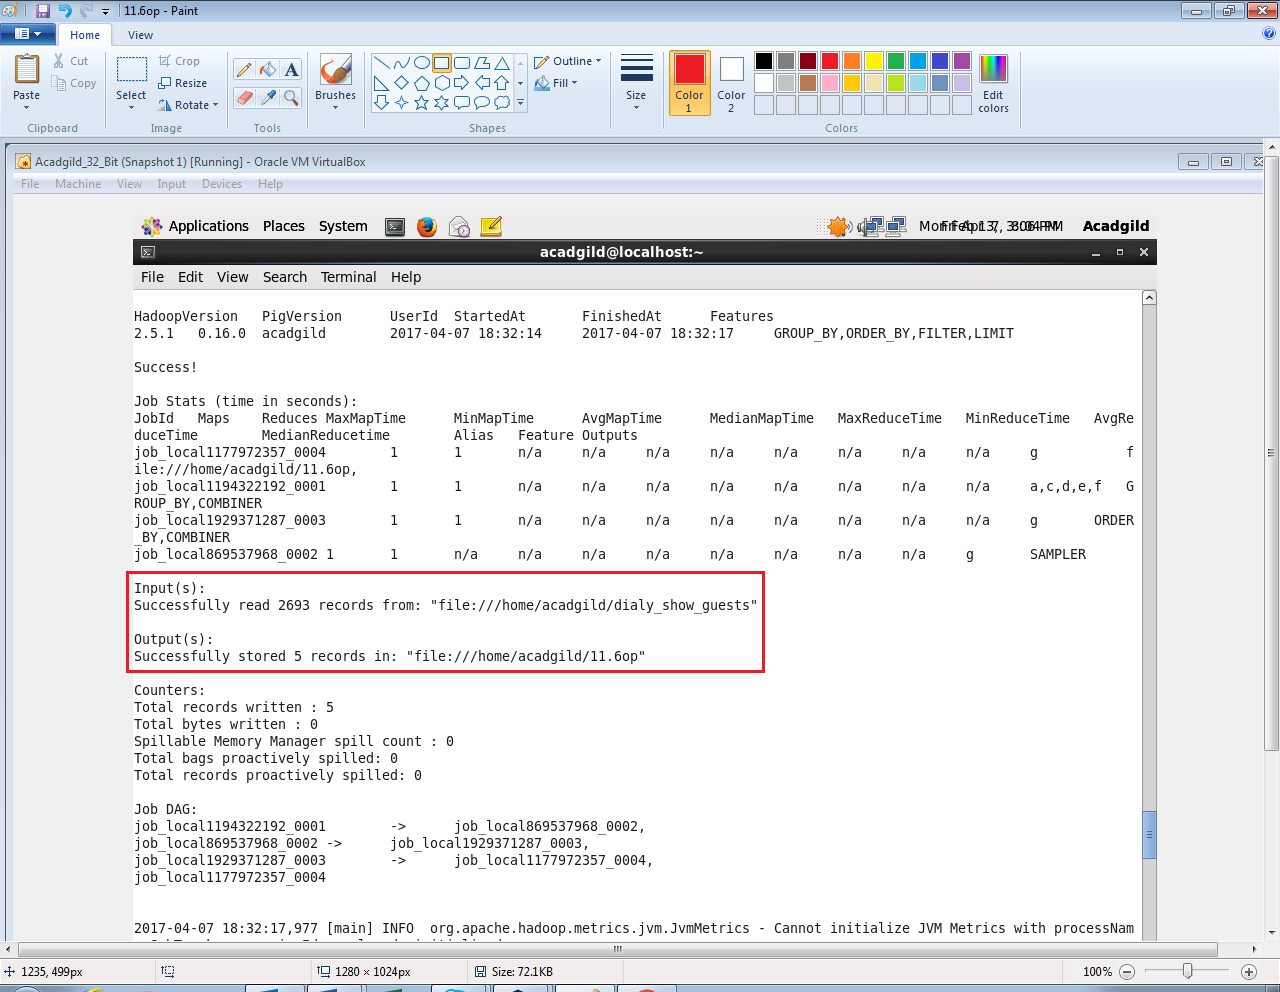 11.6op - Paint
Home
View
Paste
Cut
Copy
Clipboard
Select
Crop
Resize
Rotate
Image
Tools
Brushes
Shapes
Outline
Fill
Size
Color 1
Color 2
Edit colors
Colors
Acadgild_32_Bit (Snapshot 1) [Running] - Oracle VM VirtualBox
File Machine View Input Devices Help
Applications Places System
Acadgild
acadgild@localhost:~
File Edit View Search Terminal Help
HadoopVersion PigVersion UserId StartedAt FinishedAt Features
2.5.1 0.16.0 acadgild 2017-04-07 18:32:14 2017-04-07 18:32:17 GROUP_BY,ORDER_BY,FILTER,LIMIT
Success!
Job Stats (time in seconds):
JobId Maps Reduces MaxMapTime MinMapTime AvgMapTime MedianMapTime MaxReduceTime MinReduceTime AvgRe
duceTime MedianReducetime Alias Feature Outputs
job_local1177972357_0004 1 1 n/a n/a n/a n/a n/a n/a n/a n/a g f
ile:///home/acadgild/11.6op,
job_local1194322192_0001 1 1 n/a n/a n/a n/a n/a n/a n/a n/a a,c,d,e,f G
ROUP_BY,COMBINER
job_local1929371287_0003 1 1 n/a n/a n/a n/a n/a n/a n/a n/a g ORDER
_BY,COMBINER
job_local869537968_0002 1 1 n/a n/a n/a n/a n/a n/a n/a n/a g SAMPLER
Input(s):
Successfully read 2693 records from: "file:///home/acadgild/dialy_show_guests"
Output(s):
Successfully stored 5 records in: "file:///home/acadgild/11.6op"
Counters:
Total records written : 5
Total bytes written : 0
Spillable Memory Manager spill count : 0
Total bags proactively spilled: 0
Total records proactively spilled: 0
Job DAG:
job_local1194322192_0001 -> job_local869537968_0002,
job_local869537968_0002 -> job_local1929371287_0003,
job_local1929371287_0003 -> job_local1177972357_0004,
job_local1177972357_0004
2017-04-07 18:32:17,977 [main] INFO org.apache.hadoop.metrics.jvm.JvmMetrics - Cannot initialize JVM Metrics with processNam
1235, 499px
1280 × 1024px
Size: 72.1KB
100%